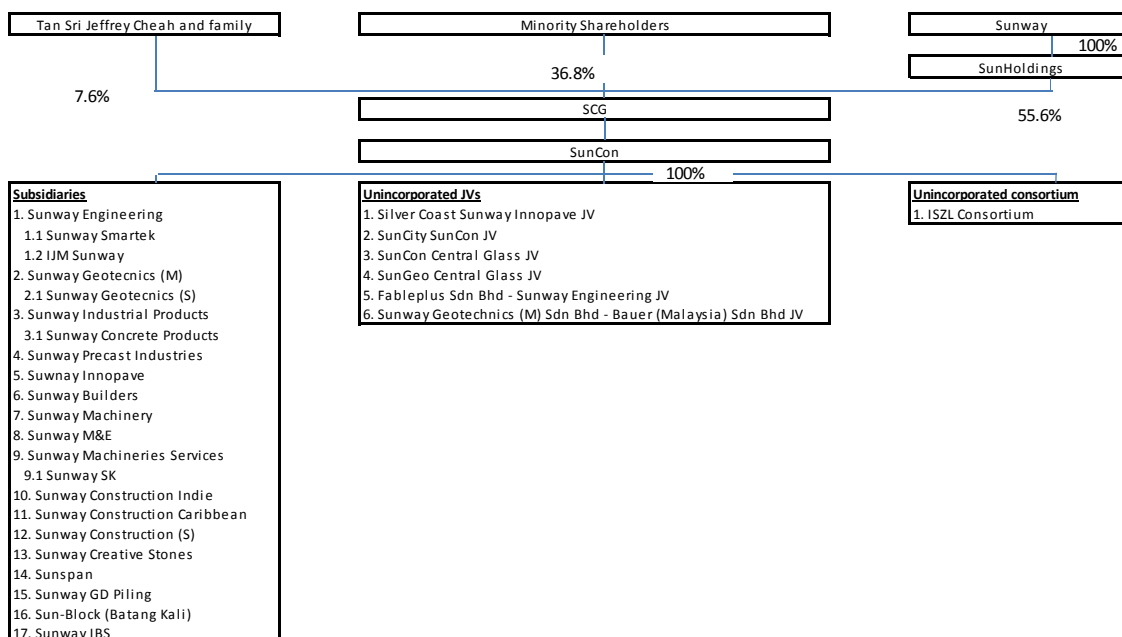 Tan Sri Jeffrey Cheah and family
Minority Shareholders
Sunway
100%
SunHoldings
36.8%
7.6%
SCG
55.6%
SunCon
100%
Subsidiaries
1. Sunway Engineering
1.1 Sunway Smartek
1.2 IJM Sunway
2. Sunway Geotecnics (M)
2.1 Sunway Geotecnics (S)
3. Sunway Industrial Products
3.1 Sunway Concrete Products
4. Sunway Precast Industries
5. Suwnay Innopave
6. Sunway Builders
7. Sunway Machinery
8. Sunway M&E
9. Sunway Machineries Services
9.1 Sunway SK
10. Sunway Construction Indie
11. Sunway Construction Caribbean
12. Sunway Construction (S)
13. Sunway Creative Stones
14. Sunspan
15. Sunway GD Piling
16. Sun-Block (Batang Kali)
17. Sunway IBS
Unincorporated JVs
1. Silver Coast Sunway Innopave JV
2. SunCity SunCon JV
3. SunCon Central Glass JV
4. SunGeo Central Glass JV
5. Fableplus Sdn Bhd - Sunway Engineering JV
6. Sunway Geotechnics (M) Sdn Bhd - Bauer (Malaysia) Sdn Bhd JV
Unincorporated consortium
1. ISZL Consortium